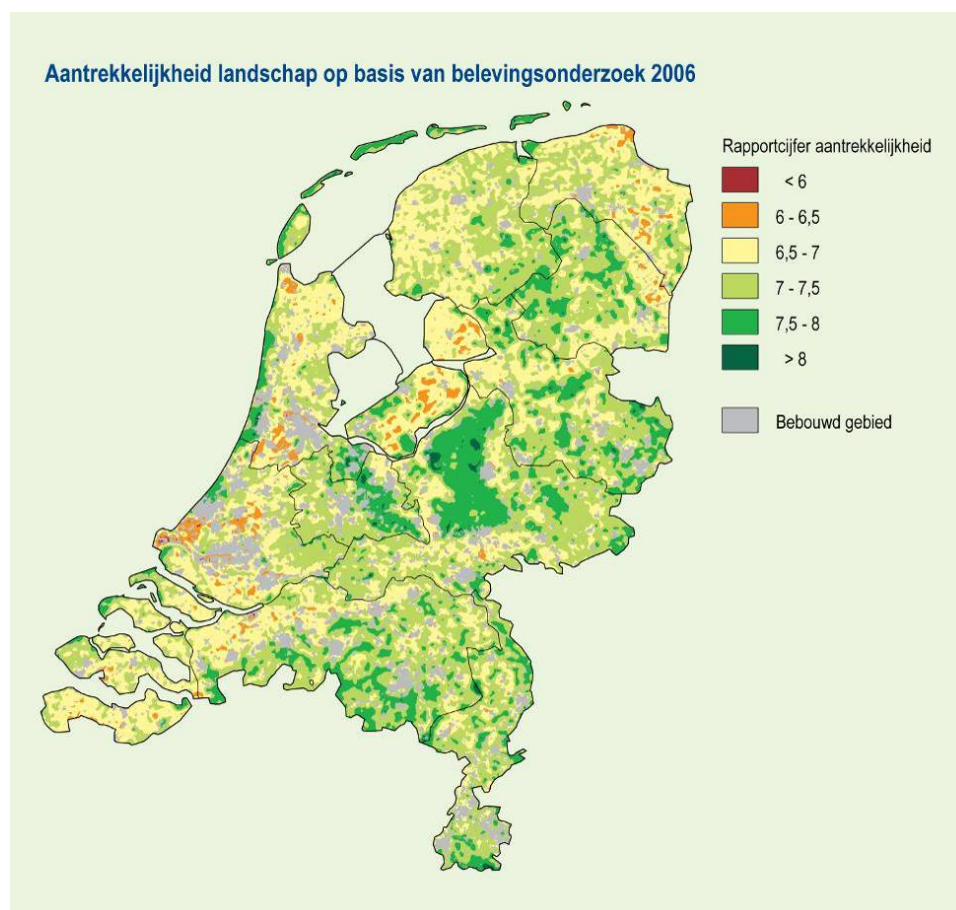 Aantrekkelijkheid landschap op basis van belevingsonderzoek 2006
Rapportcijfer aantrekkelijkheid
< 6
6 - 6,5
6,5 - 7
7 - 7,5
7,5 - 8
> 8
Bebouwd gebied